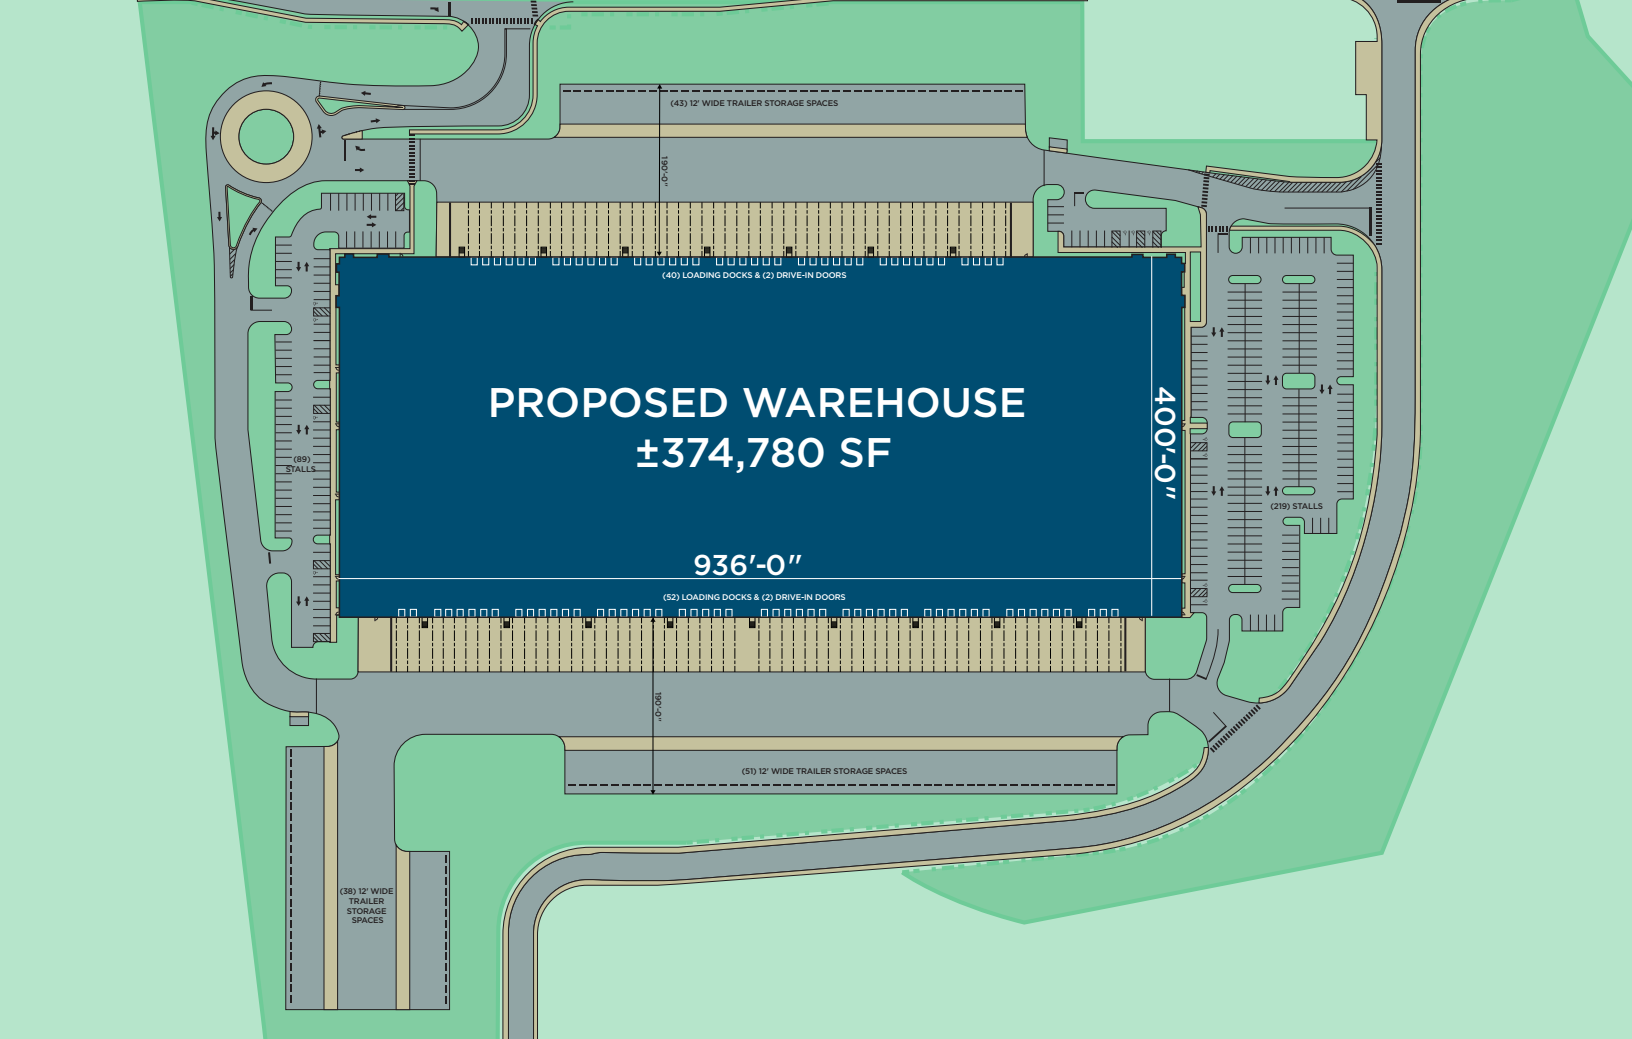 (43) 12' WIDE TRAILER STORAGE SPACES
190'-0"
(40) LOADING DOCKS & (2) DRIVE-IN DOORS
PROPOSED WAREHOUSE
±374,780 SF
400'-0"
(89)
STALLS
(219) STALLS
936'-0"
(52) LOADING DOCKS & (2) DRIVE-IN DOORS
190'-0"
(51) 12' WIDE TRAILER STORAGE SPACES
(38) 12' WIDE
TRAILER
STORAGE
SPACES